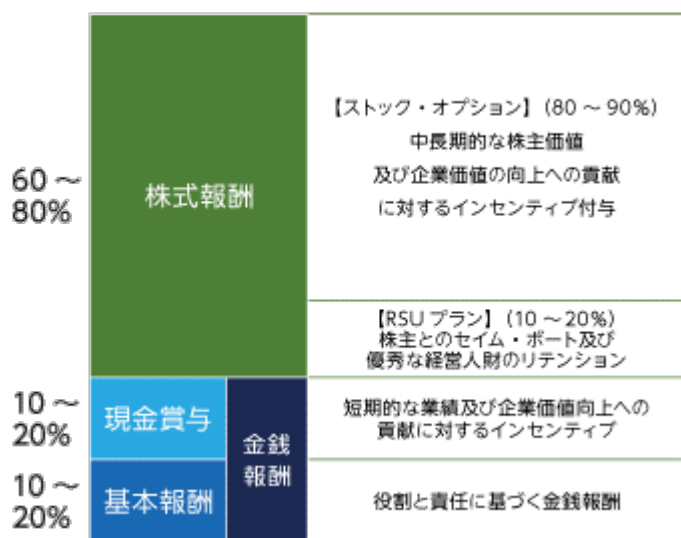 60～
80%
株式報酬
【ストック・オプション】(80～90%)
中長期的な株主価値
及び企業価値の向上への貢献
に対するインセンティブ付与
【RSUプラン】(10～20%)
株主とのセイム・ボート及び
優秀な経営人財のリテンション
10～
20%
現金賞与
金銭
報酬
短期的な業績及び企業価値向上への
貢献に対するインセンティブ
10～
20%
基本報酬
役割と責任に基づく金銭報酬